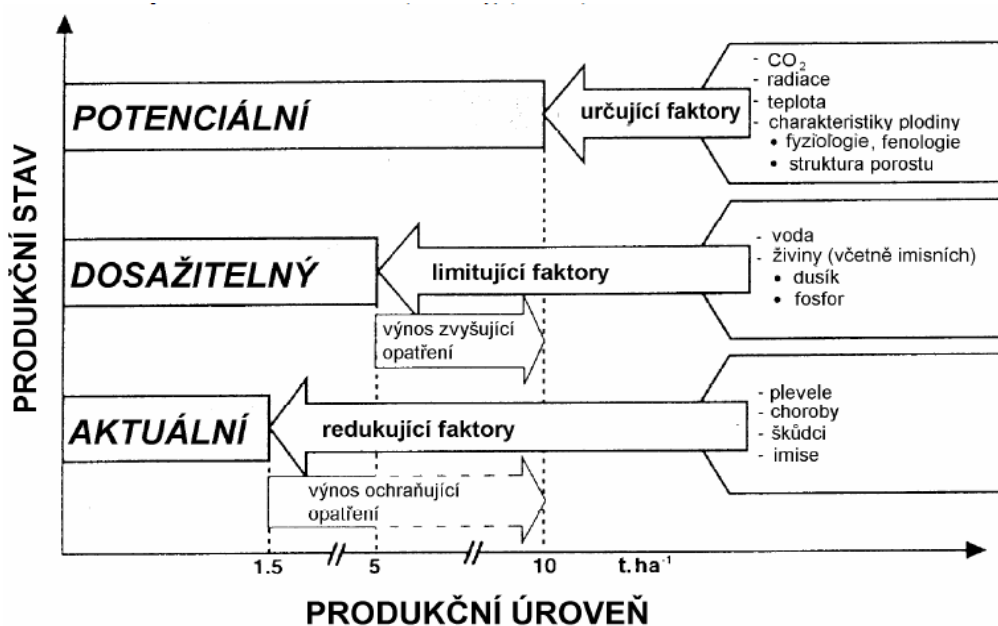 - CO₂
- radiace
- teplota
- charakteristiky plodiny
• fyziologie, fenologie
• struktura porostu
určující faktory
POTENCIÁLNÍ
- voda
- živiny (včetně imisních)
• dusík
• fosfor
limitující faktory
DOSAŽITELNÝ
výnos zvyšující
opatření
- plevele
- choroby
- škůdci
- imise
redukující faktory
AKTUÁLNÍ
výnos ochraňující
opatření
PRODUKČNÍ STAV
1.5 5 10 t.ha⁻¹
PRODUKČNÍ ÚROVEŇ